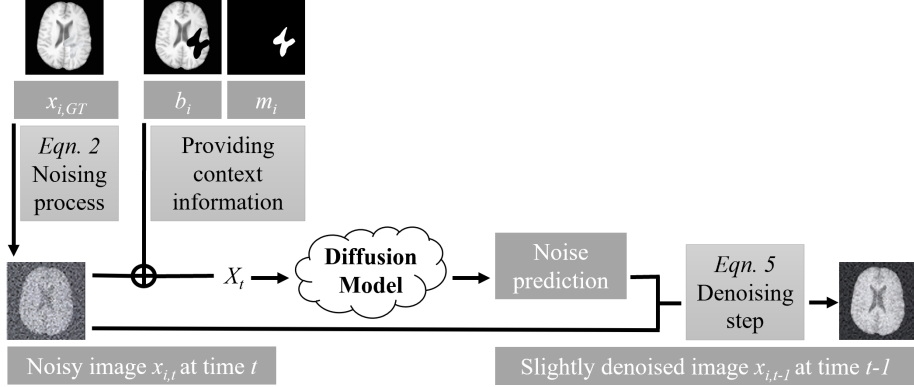 x_{i,GT}
b_i
m_i
Eqn. 2
Noising
process
Providing
context
information
X_t
Diffusion
Model
Noise
prediction
Eqn. 5
Denoising
step
Noisy image x_{i,t} at time t
Slightly denoised image x_{i,t-1} at time t-1